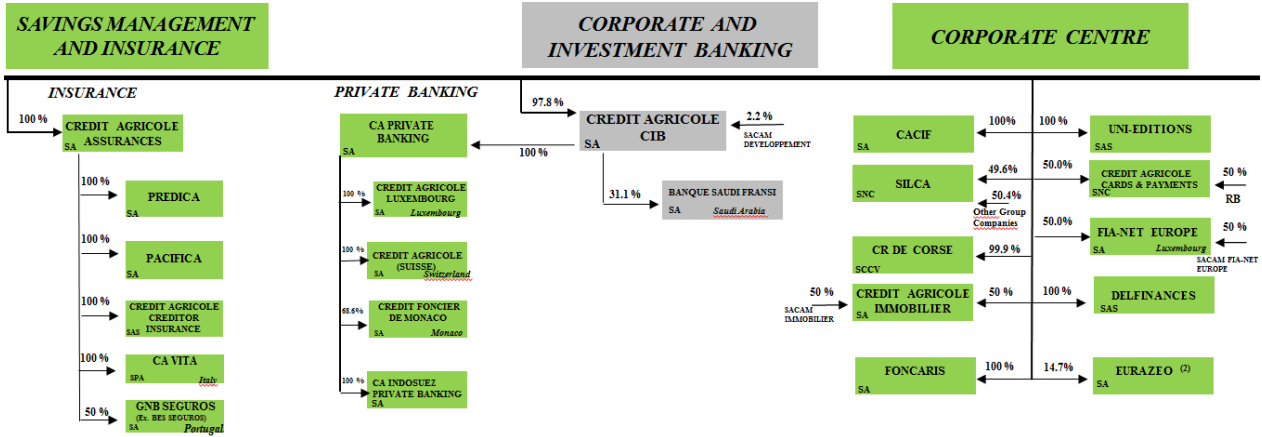 SAVINGS MANAGEMENT
AND INSURANCE
CORPORATE AND
INVESTMENT BANKING
CORPORATE CENTRE
INSURANCE
100 %
CREDIT AGRICOLE
ASSURANCES
SA
100 %
PREDICA
SA
100 %
PACIFICA
SA
100 %
CREDIT AGRICOLE
CREDITOR
INSURANCE
SAS
100 %
CA VITA
SPA
Italy
50 %
GNB SEGUROS
(Ex. BES SEGUROS)
SA
Portugal
PRIVATE BANKING
CA PRIVATE
BANKING
SA
100 %
100 %
CREDIT AGRICOLE
LUXEMBOURG
SA
Luxembourg
100 %
CREDIT AGRICOLE
(SUISSE)
SA
Switzerland
68.6%
CREDIT FONCIER
DE MONACO
SA
Monaco
100 %
CA INDOSUEZ
PRIVATE BANKING
SA
97.8 %
CREDIT AGRICOLE
CIB
SA
2.2 %
SACAM
DEVELOPPEMENT
31.1 %
BANQUE SAUDI FRANSI
SA
Saudi Arabia
CACIF
SA
100%
100 %
UNI-EDITIONS
SAS
SILCA
SNC
49.6%
50.4%
Other Group
Companies
50.0%
CREDIT AGRICOLE
CARDS & PAYMENTS
SNC
50 %
RB
50.0%
FIA-NET EUROPE
SA
Luxembourg
50 %
SACAM FIA-NET
EUROPE
CR DE CORSE
SCCV
99.9%
50 %
SACAM
IMMOBILIER
CREDIT AGRICOLE
IMMOBILIER
SA
50 %
100 %
DELFINANCES
SAS
FONCARIS
SA
100 %
14.7%
EURAZEO (2)
SA